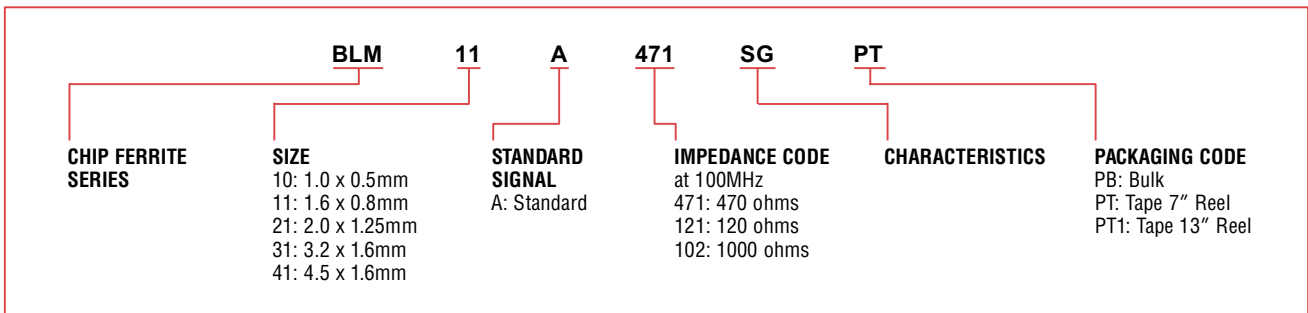 BLM 11 A 471 SG PT
CHIP FERRITE
SERIES
SIZE
10: 1.0 x 0.5mm
11: 1.6 x 0.8mm
21: 2.0 x 1.25mm
31: 3.2 x 1.6mm
41: 4.5 x 1.6mm
STANDARD
SIGNAL
A: Standard
IMPEDANCE CODE
at 100MHz
471: 470 ohms
121: 120 ohms
102: 1000 ohms
CHARACTERISTICS
PACKAGING CODE
PB: Bulk
PT: Tape 7″ Reel
PT1: Tape 13″ Reel